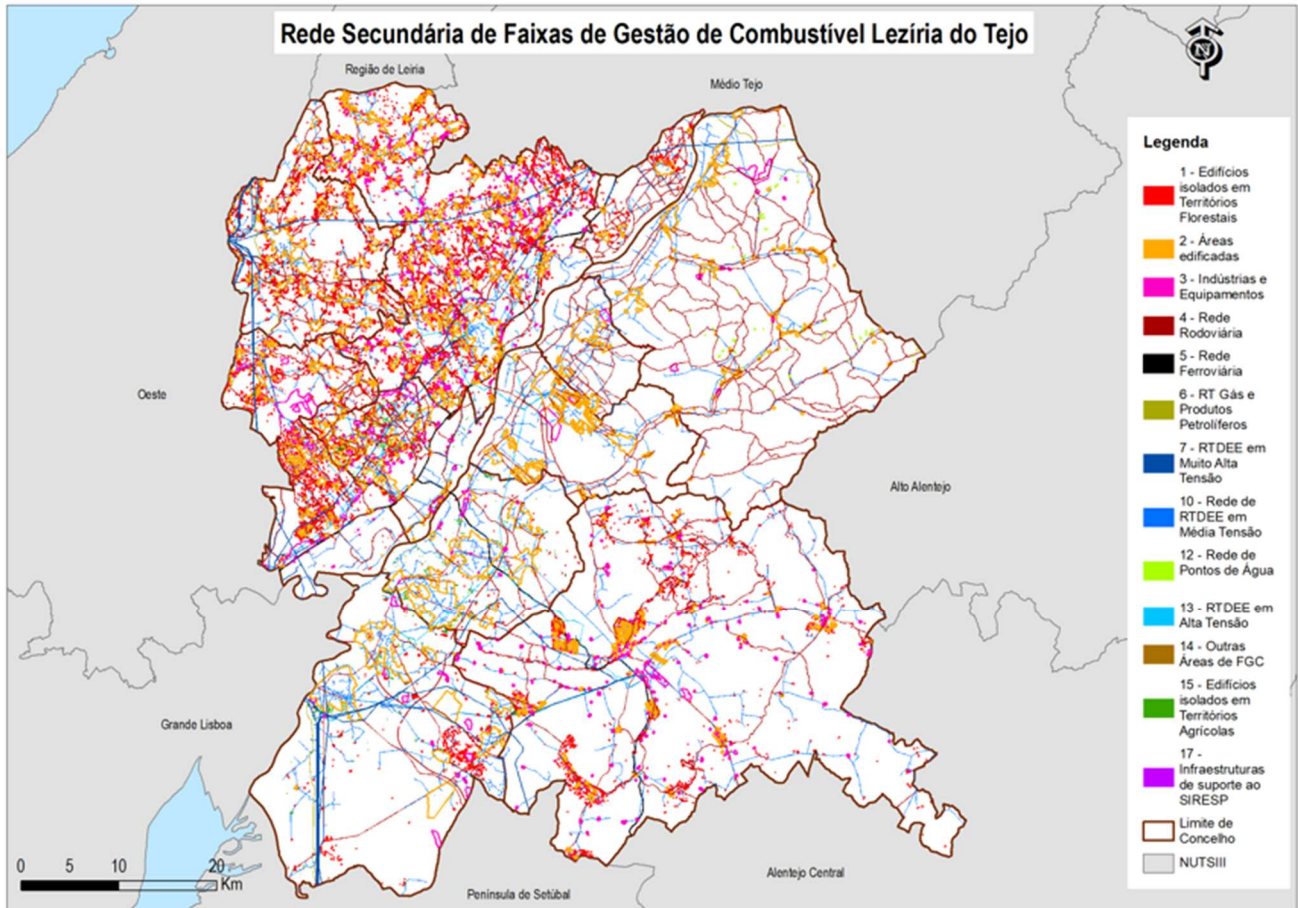 Rede Secundária de Faixas de Gestão de Combustível Lezíria do Tejo
N
Região de Leiria
Médio Tejo
Oeste
Alto Alentejo
Grande Lisboa
Península de Setúbal
Alentejo Central
0 5 10 20
Km
Legenda
1 - Edifícios
isolados em
Territórios
Florestais
2 - Áreas
edificadas
3 - Indústrias e
Equipamentos
4 - Rede
Rodoviária
5 - Rede
Ferroviária
6 - RT Gás e
Produtos
Petrolíferos
7 - RTDEE em
Muito Alta
Tensão
10 - Rede de
RTDEE em
Média Tensão
12 - Rede de
Pontos de Água
13 - RTDEE em
Alta Tensão
14 - Outras
Áreas de FGC
15 - Edifícios
isolados em
Territórios
Agrícolas
17 -
Infraestruturas
de suporte ao
SIRESP
Limite de
Concelho
NUTSIII